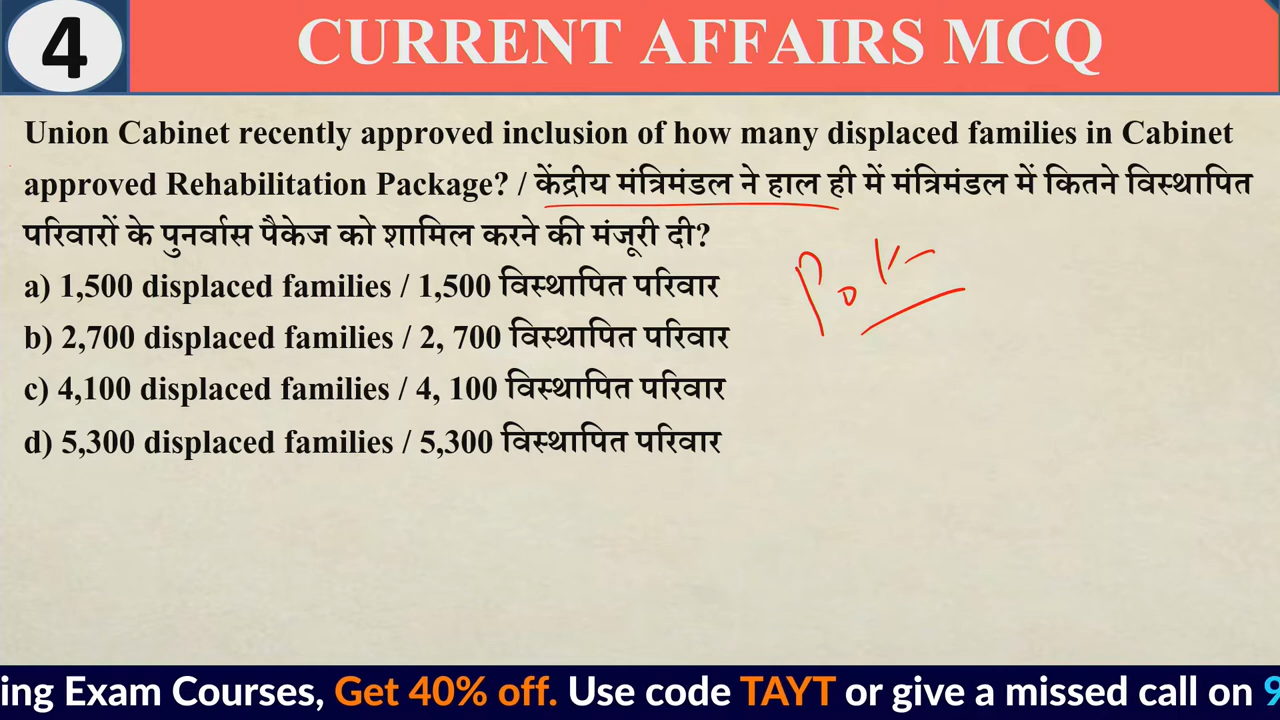 4
CURRENT AFFAIRS MCQ
Union Cabinet recently approved inclusion of how many displaced families in Cabinet
approved Rehabilitation Package? / केंद्रीय मंत्रिमंडल ने हाल ही में मंत्रिमंडल में कितने विस्थापित
परिवारों के पुनर्वास पैकेज को शामिल करने की मंजूरी दी?
a) 1,500 displaced families / 1,500 विस्थापित परिवार
b) 2,700 displaced families / 2, 700 विस्थापित परिवार
c) 4,100 displaced families / 4, 100 विस्थापित परिवार
d) 5,300 displaced families / 5,300 विस्थापित परिवार
PoK
ing Exam Courses, Get 40% off. Use code TAYT or give a missed call on 9